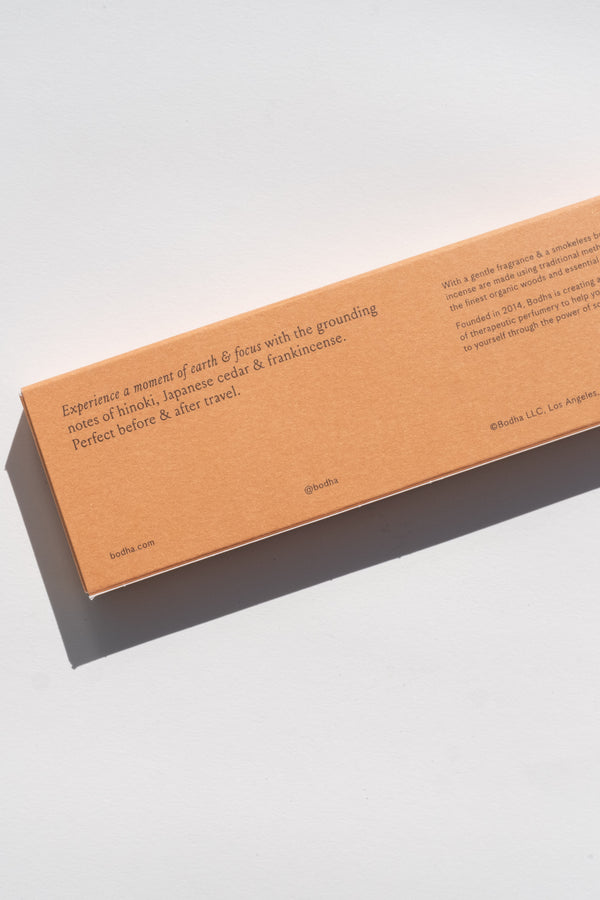 Experience a moment of earth & focus with the grounding
notes of hinoki, Japanese cedar & frankincense.
Perfect before & after travel.
bodha.com
@bodha
With a gentle fragrance & a smokeless
incense are made using traditional
the finest organic woods and essential
Founded in 2014, Bodha is creating
of therapeutic perfumery to help
to yourself through the power of
©Bodha LLC, Los Angeles,